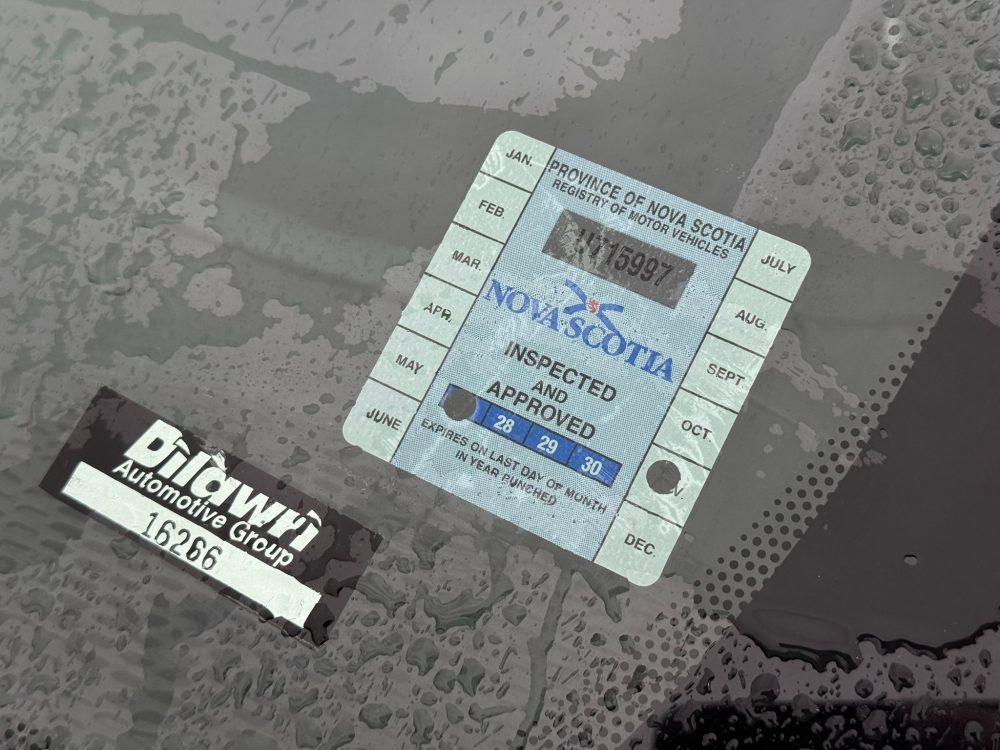 PROVINCE OF NOVA SCOTIA
REGISTRY OF MOTOR VEHICLES
NOVA SCOTIA
INSPECTED
AND
APPROVED
28 29 30
EXPIRES ON LAST DAY OF MONTH
IN YEAR PUNCHED
JAN.
FEB.
MAR.
APR.
MAY
JUNE
JULY
AUG.
SEPT.
OCT.
V.
DEC.
Dilawri
Automotive Group
16266